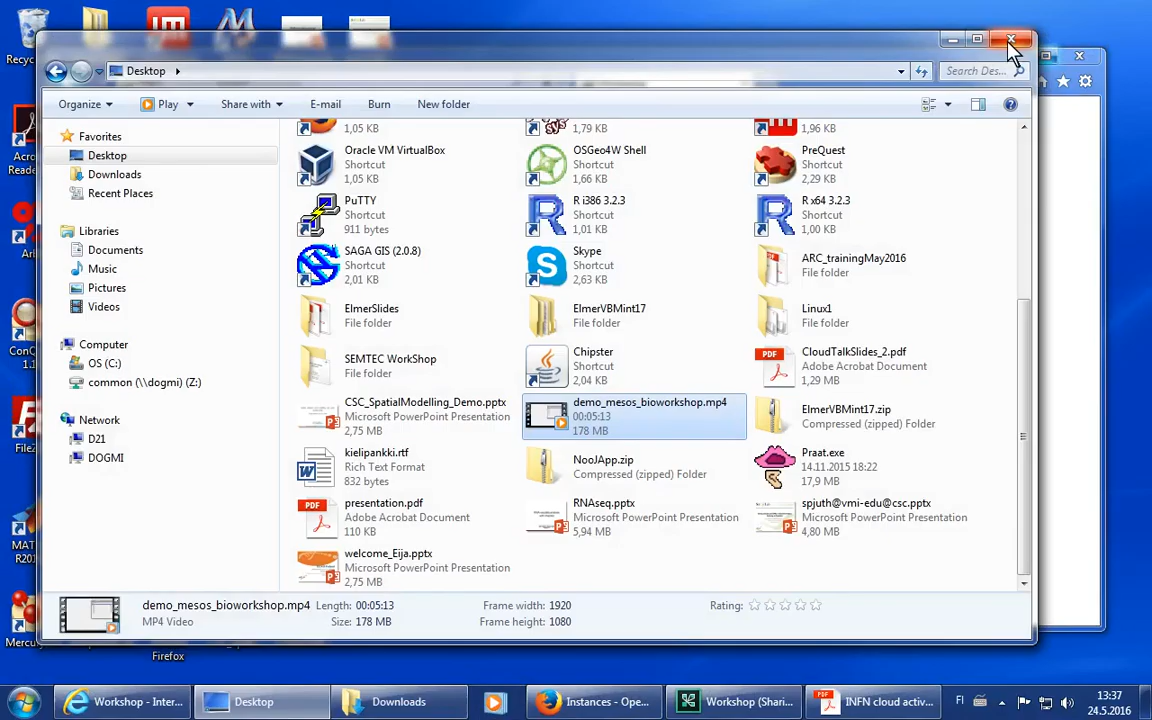 Recyc
Desktop
Search Des...
Organize
Play
Share with
E-mail
Burn
New folder
Favorites
Desktop
Downloads
Recent Places
Libraries
Documents
Music
Pictures
Videos
Computer
OS (C:)
common (\\dogmi) (Z:)
Network
D21
DOGMI
1,05 KB
1,79 KB
1,96 KB
Oracle VM VirtualBox
Shortcut
1,05 KB
OSGeo4W Shell
Shortcut
1,66 KB
PreQuest
Shortcut
2,29 KB
PuTTY
Shortcut
911 bytes
R i386 3.2.3
Shortcut
1,01 KB
R x64 3.2.3
Shortcut
1,00 KB
SAGA GIS (2.0.8)
Shortcut
2,01 KB
Skype
Shortcut
2,63 KB
ARC_trainingMay2016
File folder
ElmerSlides
File folder
ElmerVBMint17
File folder
Linux1
File folder
SEMTEC WorkShop
File folder
Chipster
Shortcut
2,04 KB
CloudTalkSlides_2.pdf
Adobe Acrobat Document
1,29 MB
CSC_SpatialModelling_Demo.pptx
Microsoft PowerPoint Presentation
2,75 MB
demo_mesos_bioworkshop.mp4
00:05:13
178 MB
ElmerVBMint17.zip
Compressed (zipped) Folder
kielipankki.rtf
Rich Text Format
832 bytes
NooJApp.zip
Compressed (zipped) Folder
Praat.exe
14.11.2015 18:22
17,9 MB
presentation.pdf
Adobe Acrobat Document
110 KB
RNAseq.pptx
Microsoft PowerPoint Presentation
5,94 MB
spjuth@vmi-edu@csc.pptx
Microsoft PowerPoint Presentation
4,80 MB
welcome_Eija.pptx
Microsoft PowerPoint Presentation
2,75 MB
demo_mesos_bioworkshop.mp4 Length: 00:05:13 Frame width: 1920 Rating:
MP4 Video Size: 178 MB Frame height: 1080
Acro
Reade
Arl
ConQ
1.1
FileZ
MAT
R201
Mercur
Firefox
Workshop - Inter...
Desktop
Downloads
Instances - Ope...
Workshop (Shari...
INFN cloud activ...
FI
13:37
24.5.2016